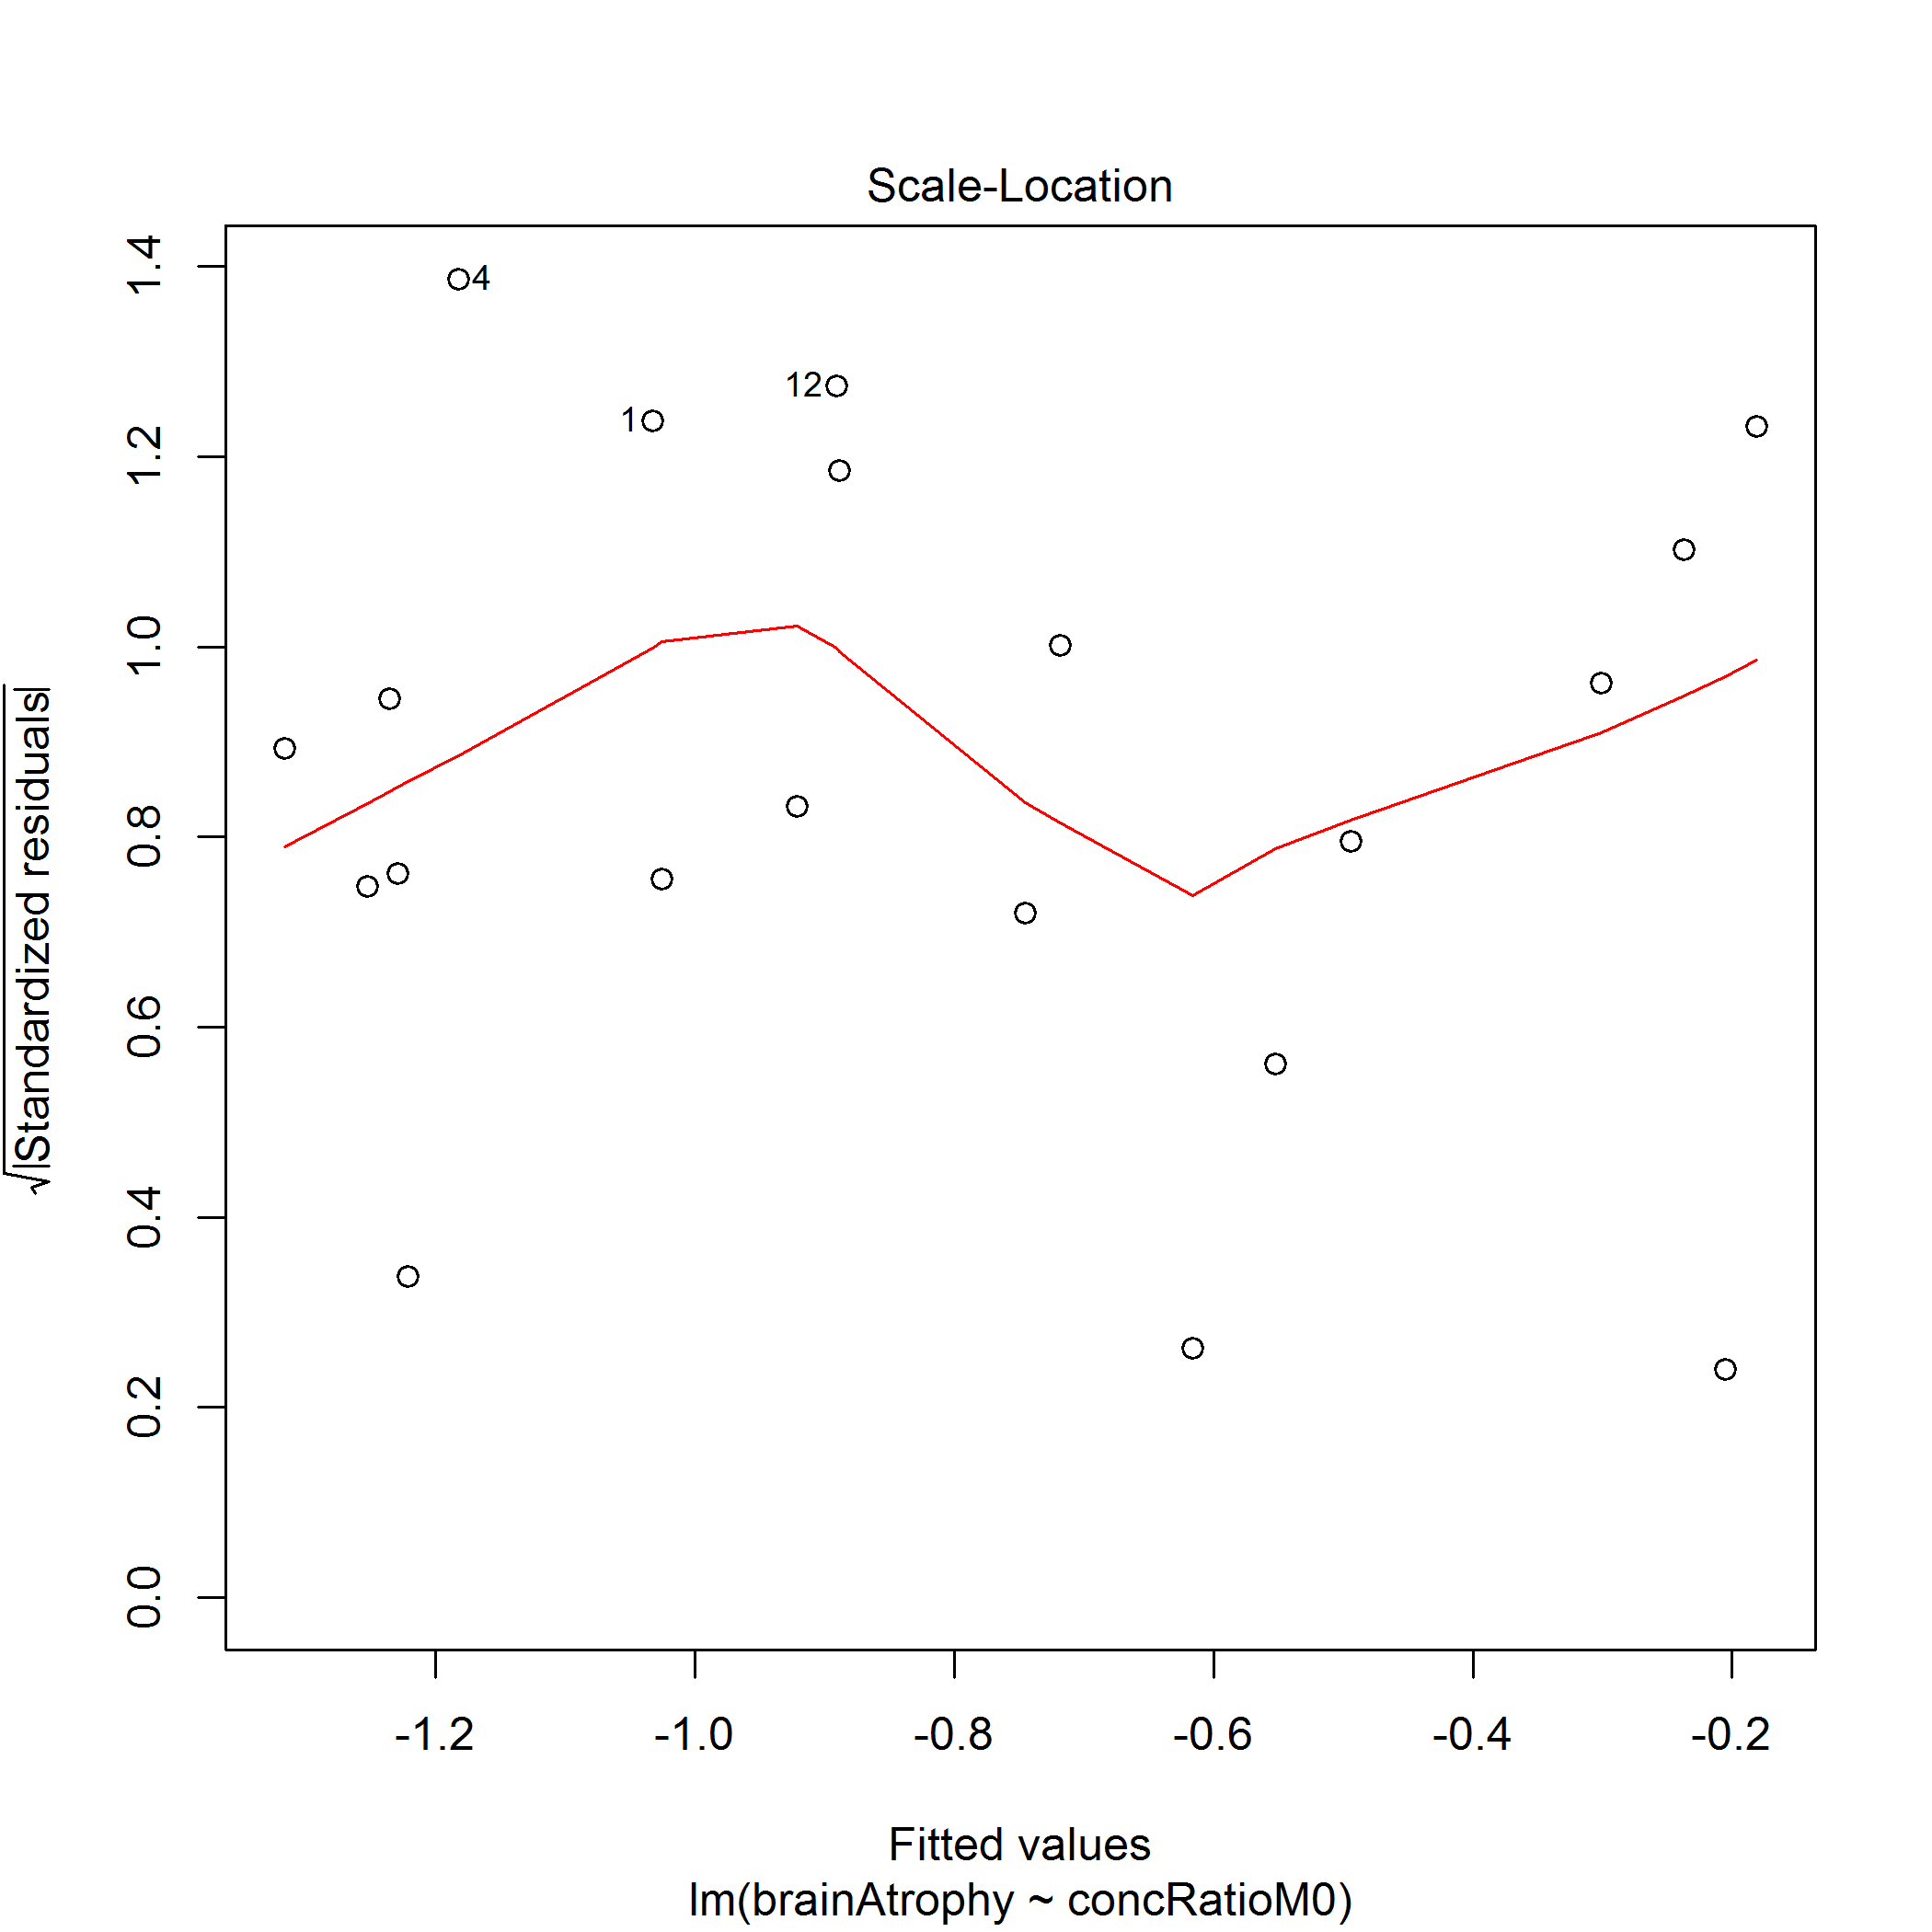 Scale-Location
√|Standardized residuals|
1.4
1.2
1.0
0.8
0.6
0.4
0.2
0.0
4
12
1
-1.2 -1.0 -0.8 -0.6 -0.4 -0.2
Fitted values
lm(brainAtrophy ~ concRatioM0)